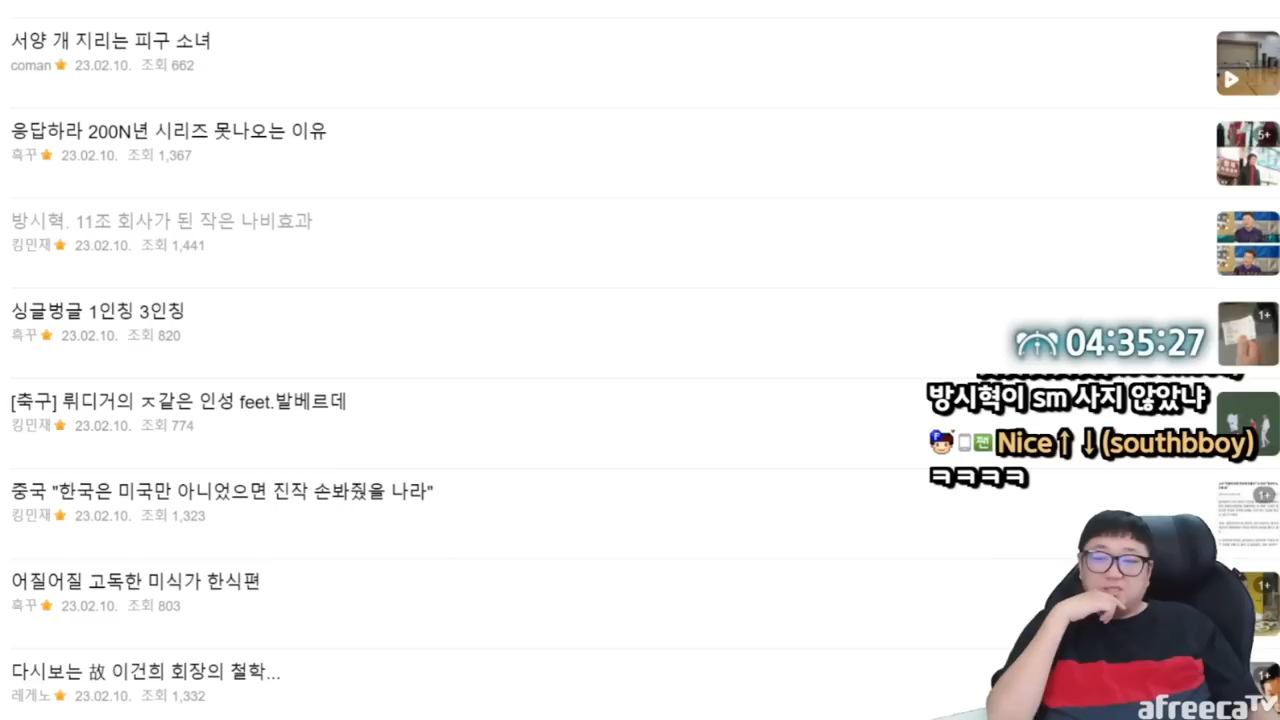 서양 개 지리는 피구 소녀
coman 23.02.10. 조회 662
응답하라 200N년 시리즈 못나오는 이유
흑꾸 23.02.10. 조회 1,367
5+
방시혁. 11조 회사가 된 작은 나비효과
킹민재 23.02.10. 조회 1,441
싱글벙글 1인칭 3인칭
흑꾸 23.02.10. 조회 820
1+
04:35:27
[축구] 뤼디거의 ㅈ같은 인성 feet.발베르데
킹민재 23.02.10. 조회 774
방시혁이 sm 사지 않았냐
F 팬 Nice↑↓(southbboy)
ㅋㅋㅋㅋ
중국 "한국은 미국만 아니었으면 진작 손봐줬을 나라"
킹민재 23.02.10. 조회 1,323
1+
어질어질 고독한 미식가 한식편
흑꾸 23.02.10. 조회 803
1+
다시보는 故 이건희 회장의 철학...
레게노 23.02.10. 조회 1,332
1+
afreecaTV